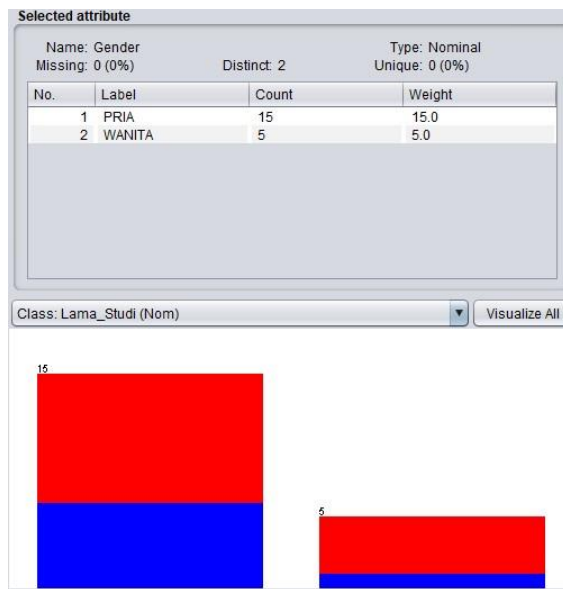 Selected attribute
Name: Gender Type: Nominal
Missing: 0 (0%) Distinct: 2 Unique: 0 (0%)
No. Label Count Weight
1 PRIA 15 15.0
2 WANITA 5 5.0
Class: Lama_Studi (Nom) Visualize All
15
5